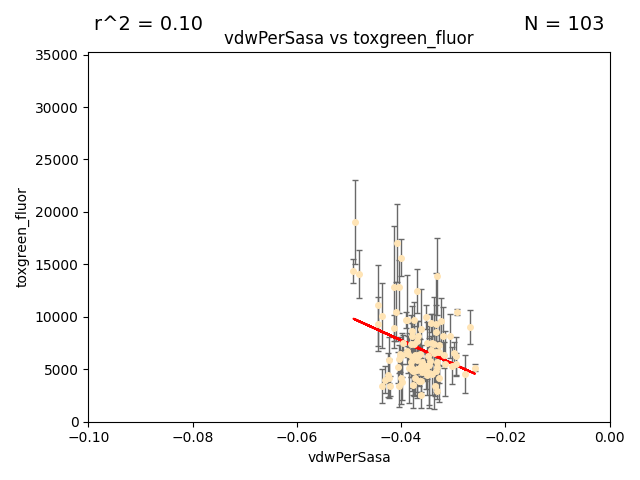 r^2 = 0.10
N = 103
vdwPerSasa vs toxgreen_fluor
35000
30000
25000
20000
15000
10000
5000
0
toxgreen_fluor
−0.10
−0.08
−0.06
−0.04
−0.02
0.00
vdwPerSasa